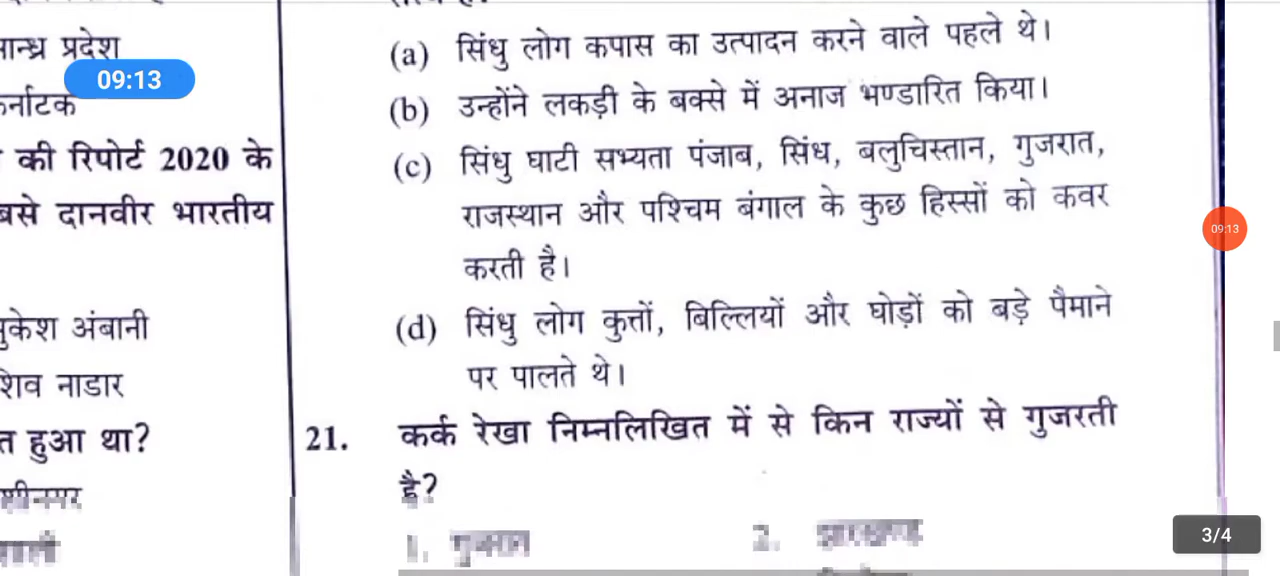 न्ध्र प्रदेश
09:13
र्नाटक
की रिपोर्ट 2020 के
बसे दानवीर भारतीय
मुकेश अंबानी
शिव नाडार
त हुआ था?
(a) सिंधु लोग कपास का उत्पादन करने वाले पहले थे।
(b) उन्होंने लकड़ी के बक्से में अनाज भण्डारित किया।
(c) सिंधु घाटी सभ्यता पंजाब, सिंध, बलुचिस्तान, गुजरात,
राजस्थान और पश्चिम बंगाल के कुछ हिस्सों को कवर
करती है।
(d) सिंधु लोग कुत्तों, बिल्लियों और घोड़ों को बड़े पैमाने
पर पालते थे।
21. कर्क रेखा निम्नलिखित में से किन राज्यों से गुजरती
है?
1. 2.
09:13
3/4